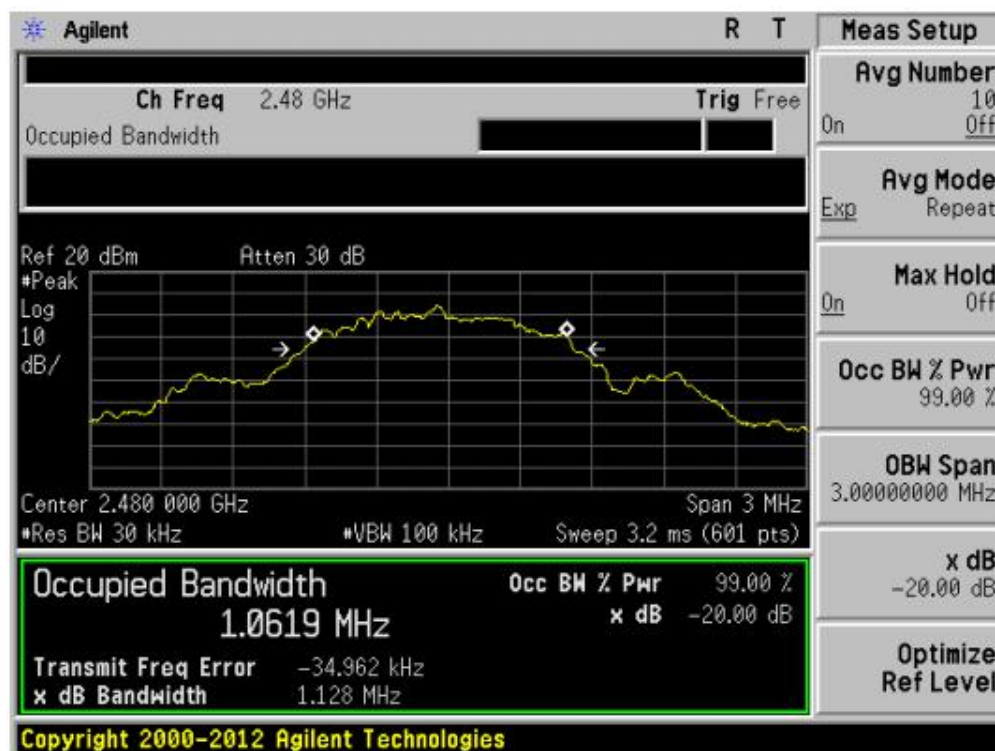 Agilent R T Meas Setup
Avg Number
10
On Off
Ch Freq 2.48 GHz Trig Free
Occupied Bandwidth
Avg Mode
Exp Repeat
Ref 20 dBm Atten 30 dB
#Peak
Log
10
dB/
Max Hold
On Off
Occ BW % Pwr
99.00 %
OBW Span
3.00000000 MHz
Center 2.480 000 GHz Span 3 MHz
#Res BW 30 kHz #VBW 100 kHz Sweep 3.2 ms (601 pts)
x dB
-20.00 dB
Optimize
Ref Level
Occupied Bandwidth Occ BW % Pwr 99.00 %
1.0619 MHz x dB -20.00 dB
Transmit Freq Error -34.962 kHz
x dB Bandwidth 1.128 MHz
Copyright 2000-2012 Agilent Technologies